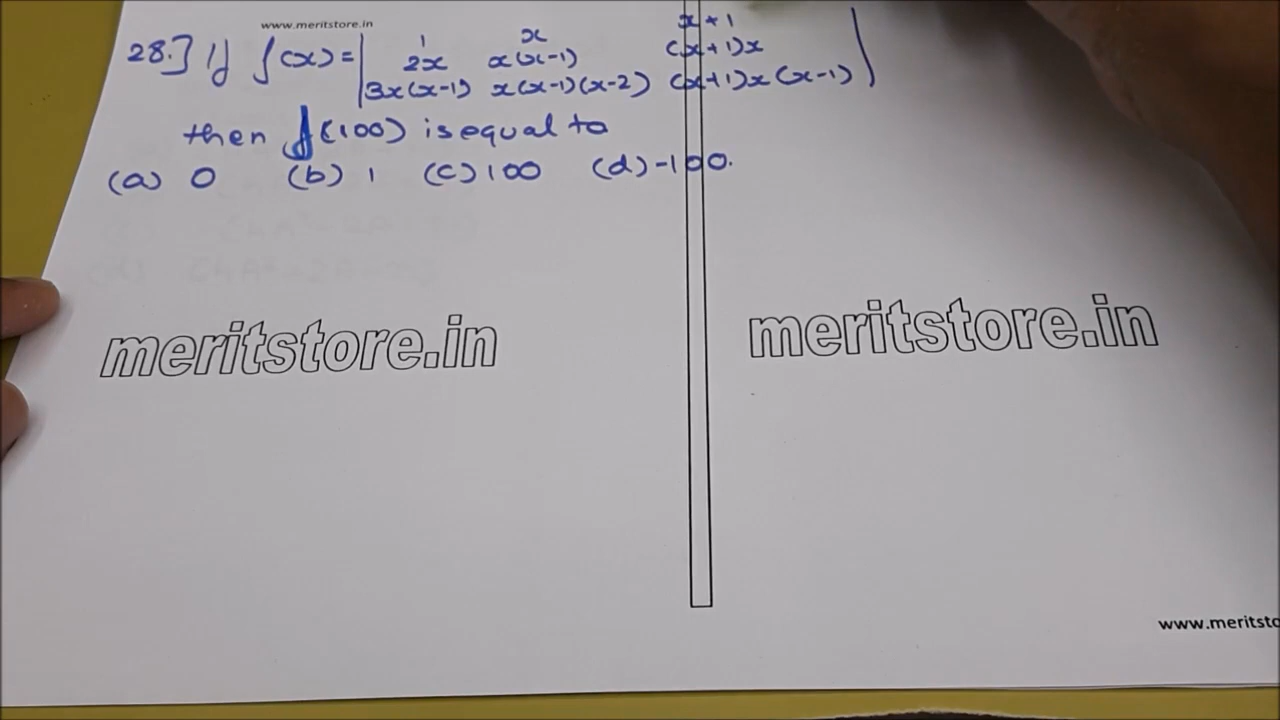 www.meritstore.in
28.] If f(x) = | 1 x x+1
2x x(x-1) (x+1)x
3x(x-1) x(x-1)(x-2) (x+1)x(x-1) |
then f(100) is equal to
(a) 0 (b) 1 (c) 100 (d) -100.
meritstore.in meritstore.in
www.meritsto